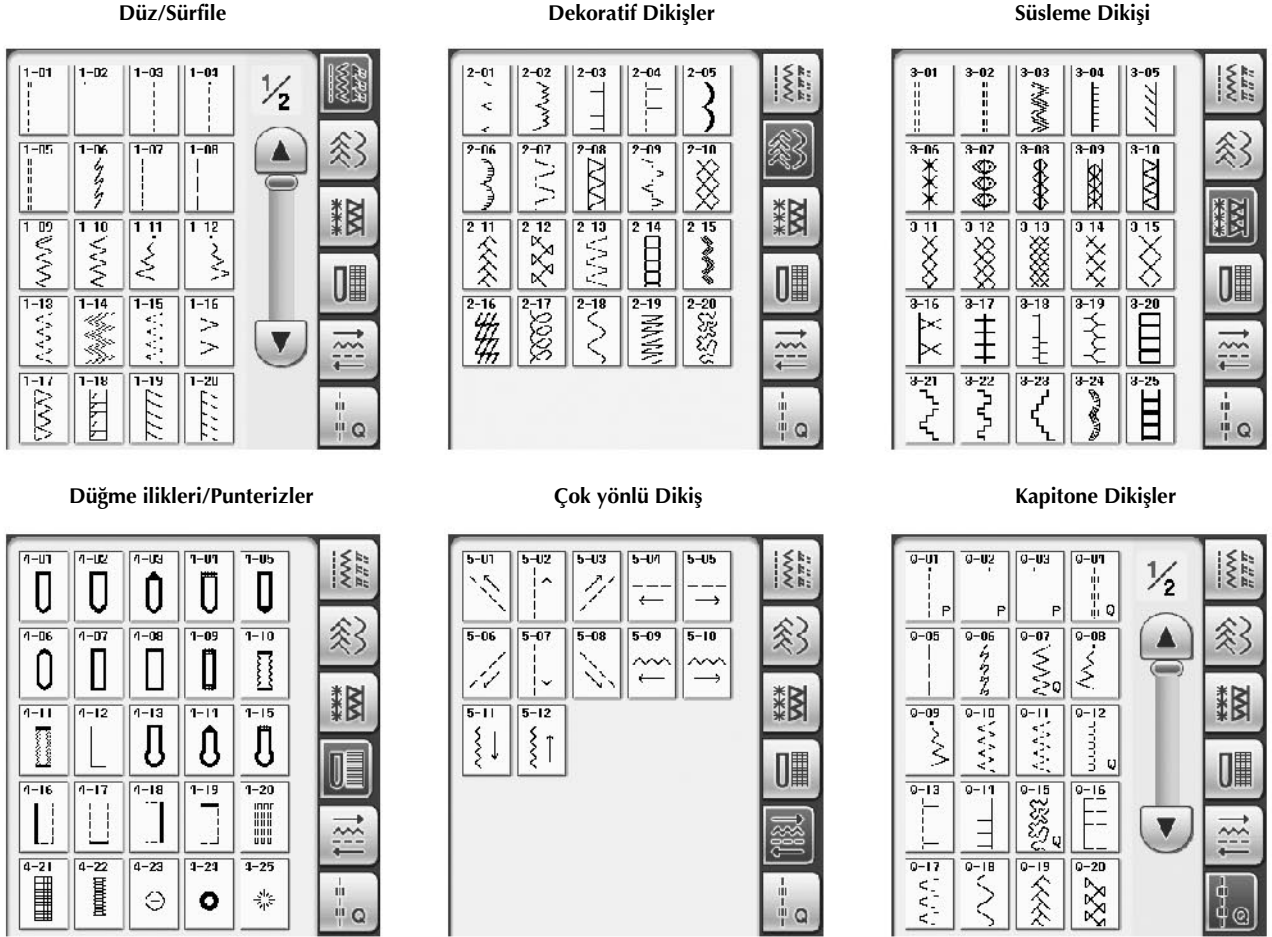 Düz/Sürfile
1-01 1-02 1-03 1-04
1/2
1-05 1-06 1-07 1-08
1-09 1-10 1-11 1-12
1-13 1-14 1-15 1-16
1-17 1-18 1-19 1-20
Q
Dekoratif Dikişler
2-01 2-02 2-03 2-04 2-05
2-06 2-07 2-08 2-09 2-10
2-11 2-12 2-13 2-14 2-15
2-16 2-17 2-18 2-19 2-20
Q
Süsleme Dikişi
3-01 3-02 3-03 3-04 3-05
3-06 3-07 3-08 3-09 3-10
3-11 3-12 3-13 3-14 3-15
3-16 3-17 3-18 3-19 3-20
3-21 3-22 3-23 3-24 3-25
Q
Düğme ilikleri/Punterizler
4-01 4-02 4-03 4-04 4-05
4-06 4-07 4-08 4-09 4-10
4-11 4-12 4-13 4-14 4-15
4-16 4-17 4-18 4-19 4-20
4-21 4-22 4-23 4-24 4-25
Q
Çok yönlü Dikiş
5-01 5-02 5-03 5-04 5-05
5-06 5-07 5-08 5-09 5-10
5-11 5-12
Q
Kapitone Dikişler
Q-01 Q-02 Q-03 Q-04
P P P Q
1/2
Q-05 Q-06 Q-07 Q-08
Q
Q-09 Q-10 Q-11 Q-12
Q
Q-13 Q-14 Q-15 Q-16
Q
Q-17 Q-18 Q-19 Q-20
Q